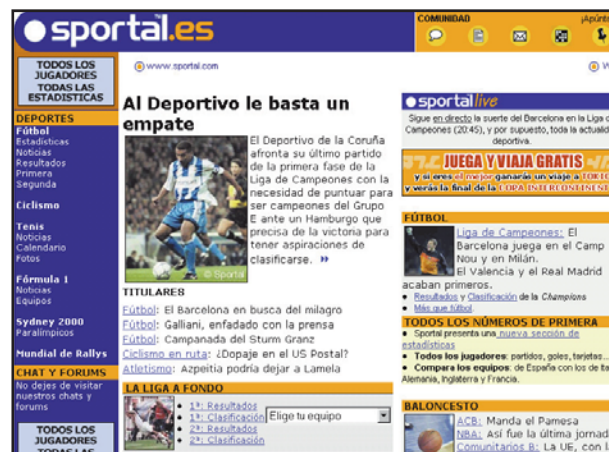 sportal.es
COMUNIDAD
www.sportal.com
TODOS LOS
JUGADORES
TODAS LAS
ESTADISTICAS
DEPORTES
Fútbol
Estadísticas
Noticias
Resultados
Primera
Segunda
Ciclismo
Tenis
Noticias
Calendario
Fotos
Fórmula 1
Noticias
Equipos
Sydney 2000
Paralímpicos
Mundial de Rallys
CHAT Y FORUMS
No dejes de visitar
nuestros chats y
forums
TODOS LOS
JUGADORES
TODAS LAS
Al Deportivo le basta un
empate
El Deportivo de la Coruña
afronta su último partido
de la primera fase de la
Liga de Campeones con la
necesidad de puntuar para
ser campeones del Grupo
E ante un Hamburgo que
precisa de la victoria para
tener aspiraciones de
clasificarse.
© Sportal
TITULARES
Fútbol: El Barcelona en busca del milagro
Fútbol: Galliani, enfadado con la prensa
Fútbol: Campanada del Sturm Granz
Ciclismo en ruta: ¿Dopaje en el US Postal?
Atletismo: Azpeitia podría dejar a Lamela
LA LIGA A FONDO
1ª: Resultados
1ª: Clasificación
2ª: Resultados
2ª: Clasificación
Elige tu equipo
sportal live
Sigue en directo la suerte del Barcelona en la Liga de
Campeones (20:45), y por supuesto, toda la actualid
deportiva.
JUEGA Y VIAJA GRATIS
y si eres el mejor ganarás un viaje a TOKIO
y verás la final de la COPA INTERCONTINENT
FÚTBOL
Liga de Campeones: El
Barcelona juega en el Camp
Nou y en Milán.
El Valencia y el Real Madrid
acaban primeros.
Resultados y Clasificación de la Champions
Más que fútbol.
TODOS LOS NÚMEROS DE PRIMERA
Sportal presenta una nueva sección de
estadísticas
Todos los jugadores: partidos, goles, tarjetas...
Compara los equipos: de España con los de Ita
Alemania, Inglaterra y Francia.
BALONCESTO
ACB: Manda el Pamesa
NBA: Así fue la última jornada
Comunitarios B: La UE, con la